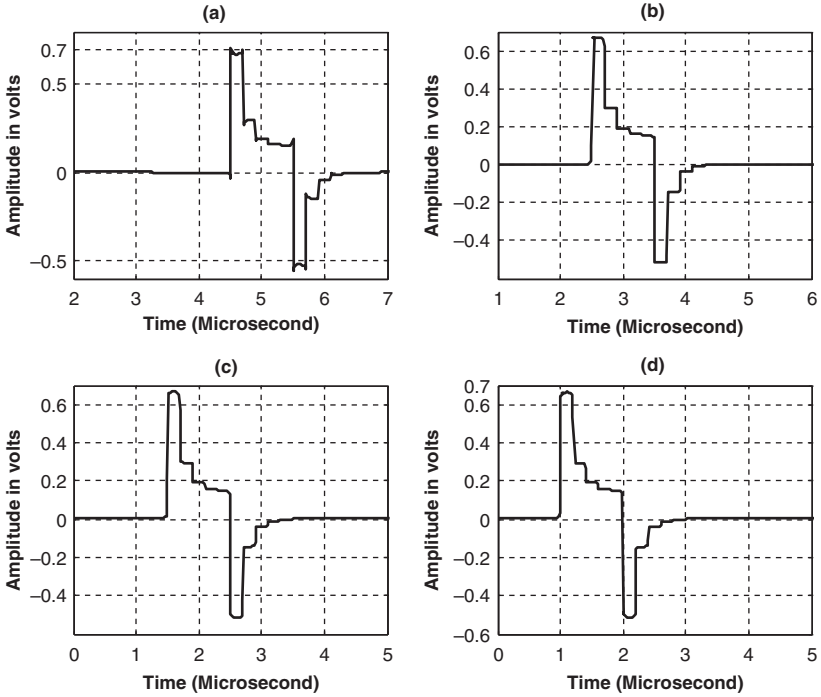 (a)
Amplitude in volts
0.7
0.5
0
−0.5
2 3 4 5 6 7
Time (Microsecond)
(b)
Amplitude in volts
0.6
0.4
0.2
0
−0.2
−0.4
1 2 3 4 5 6
Time (Microsecond)
(c)
Amplitude in volts
0.6
0.4
0.2
0
−0.2
−0.4
0 1 2 3 4 5
Time (Microsecond)
(d)
Amplitude in volts
0.7
0.6
0.4
0.2
0
−0.2
−0.4
−0.6
0 1 2 3 4 5
Time (Microsecond)